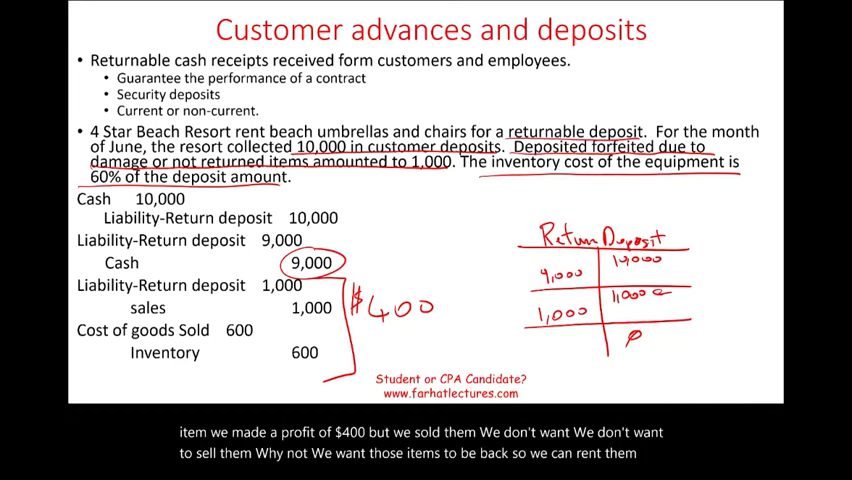 Customer advances and deposits
• Returnable cash receipts received form customers and employees.
• Guarantee the performance of a contract
• Security deposits
• Current or non-current.
• 4 Star Beach Resort rent beach umbrellas and chairs for a returnable deposit. For the month
of June, the resort collected 10,000 in customer deposits. Deposited forfeited due to
damage or not returned items amounted to 1,000. The inventory cost of the equipment is
60% of the deposit amount.
Cash 10,000
Liability-Return deposit 10,000
Liability-Return deposit 9,000
Cash 9,000
Liability-Return deposit 1,000
sales 1,000
Cost of goods Sold 600
Inventory 600
$400
Return Deposit
10,000
9,000
1,000
1,000
Student or CPA Candidate?
www.farhatlectures.com
item we made a profit of $400 but we sold them We don't want We don't want
to sell them Why not We want those items to be back so we can rent them